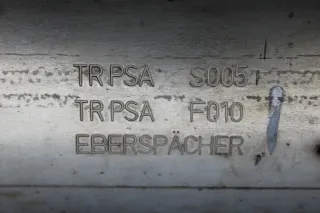 TR PSA S005
TR PSA F010
EBERSPÄCHER